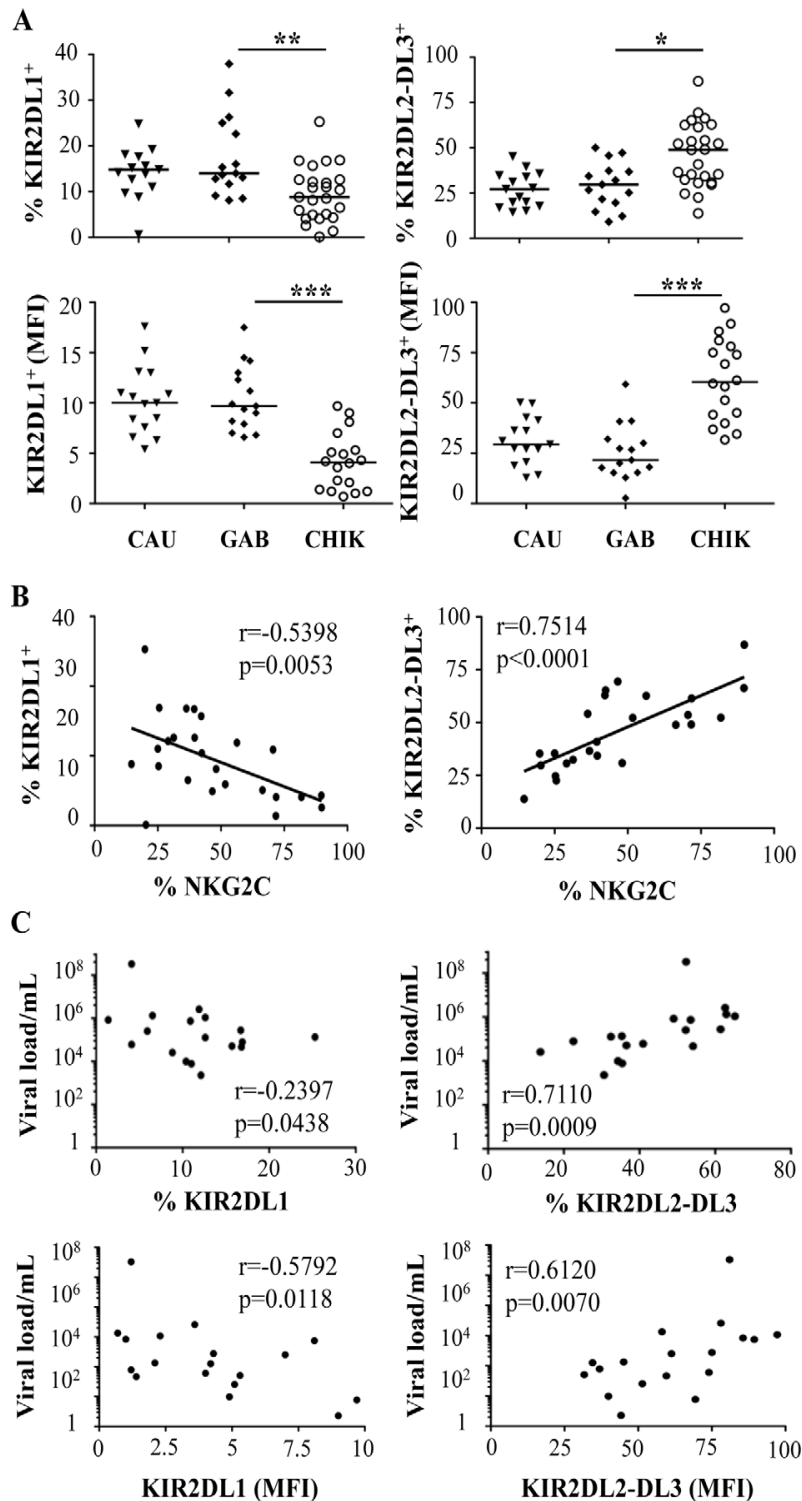 A
% KIR2DL1+
40
30
20
10
0
**
% KIR2DL2-DL3+
100
75
50
25
0
*
KIR2DL1+ (MFI)
20
15
10
5
0
***
CAU GAB CHIK
KIR2DL2-DL3+ (MFI)
100
75
50
25
0
***
CAU GAB CHIK
B
% KIR2DL1+
40
30
20
10
0
r=-0.5398
p=0.0053
0 25 50 75 100
% NKG2C
% KIR2DL2-DL3+
100
75
50
25
0
r=0.7514
p<0.0001
0 25 50 75 100
% NKG2C
C
Viral load/mL
10^8
10^6
10^4
10^2
1
r=-0.2397
p=0.0438
0 10 20 30
% KIR2DL1
Viral load/mL
10^8
10^6
10^4
10^2
1
r=0.7110
p=0.0009
0 20 40 60 80
% KIR2DL2-DL3
Viral load/mL
10^8
10^6
10^4
10^2
1
r=-0.5792
p=0.0118
0 2.5 5 7.5 10
KIR2DL1 (MFI)
Viral load/mL
10^8
10^6
10^4
10^2
1
r=0.6120
p=0.0070
0 25 50 75 100
KIR2DL2-DL3 (MFI)